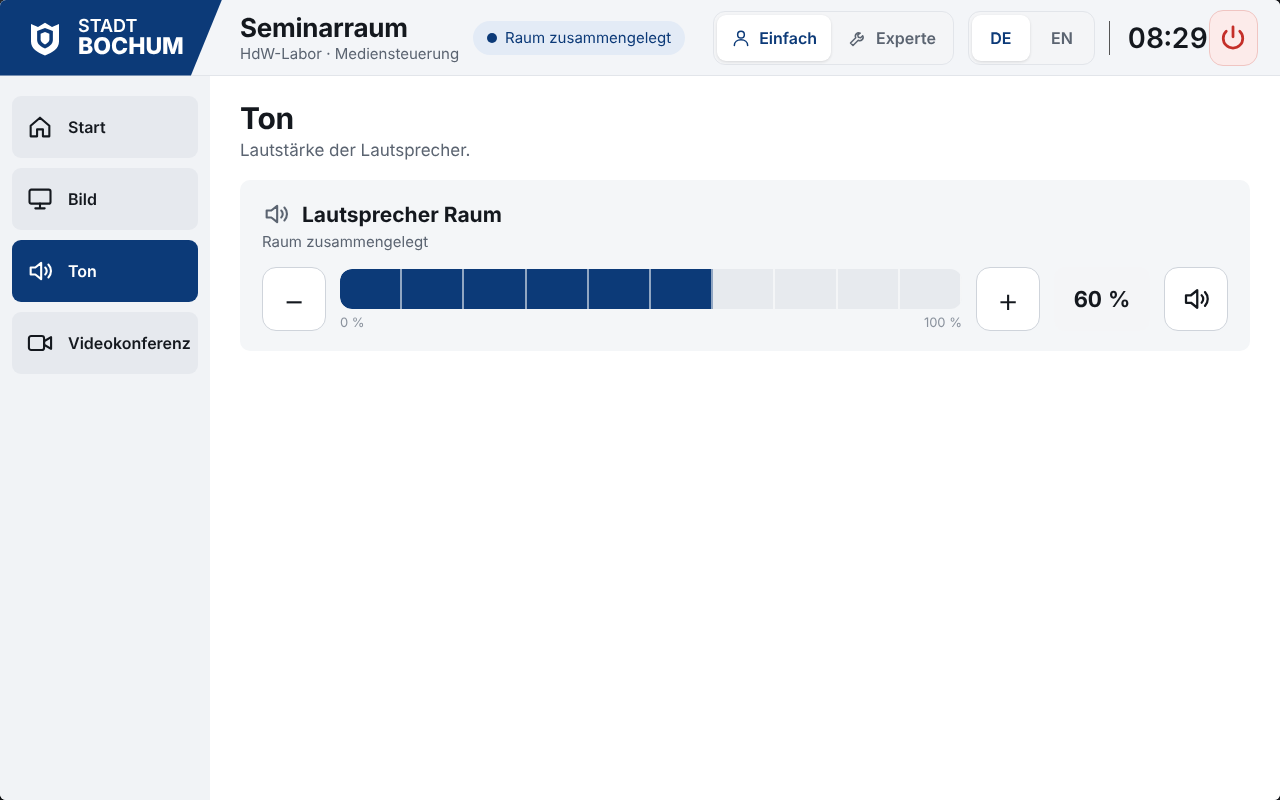 STADT
BOCHUM
Seminarraum
HdW-Labor · Mediensteuerung
Raum zusammengelegt
Einfach
Experte
DE
EN
08:29
Start
Bild
Ton
Videokonferenz
Ton
Lautstärke der Lautsprecher.
Lautsprecher Raum
Raum zusammengelegt
−
+
60 %
0 %
100 %